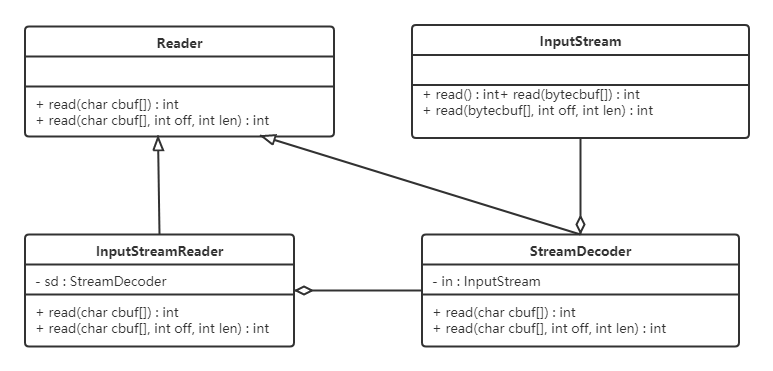 Reader
+ read(char cbuf[]) : int
+ read(char cbuf[], int off, int len) : int
InputStream
+ read() : int+ read(bytecbuf[]) : int
+ read(bytecbuf[], int off, int len) : int
InputStreamReader
- sd : StreamDecoder
+ read(char cbuf[]) : int
+ read(char cbuf[], int off, int len) : int
StreamDecoder
- in : InputStream
+ read(char cbuf[]) : int
+ read(char cbuf[], int off, int len) : int